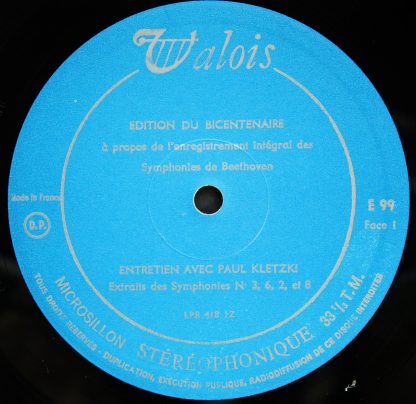 Valois
EDITION DU BICENTENAIRE
à propos de l'enregistrement intégral des
Symphonies de Beethoven
Made in France
D.P.
E 99
Face 1
ENTRETIEN AVEC PAUL KLETZKI
Extraits des Symphonies N° 3, 6, 2, et 8
LPB 418 1Z
MICROSILLON STÉRÉOPHONIQUE 33 1/3 T.M.
TOUS DROITS RÉSERVÉS - DUPLICATION, EXÉCUTION PUBLIQUE, RADIODIFFUSION DE CE DISQUE INTERDITES